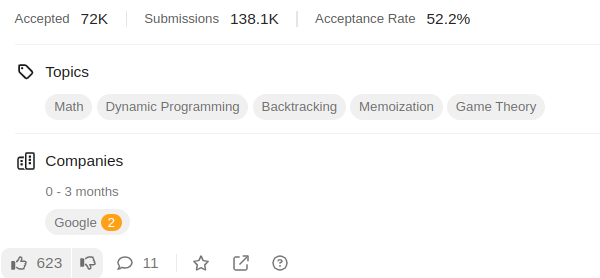 Accepted 72K Submissions 138.1K Acceptance Rate 52.2%
Topics
Math Dynamic Programming Backtracking Memoization Game Theory
Companies
0 - 3 months
Google 2
623 11